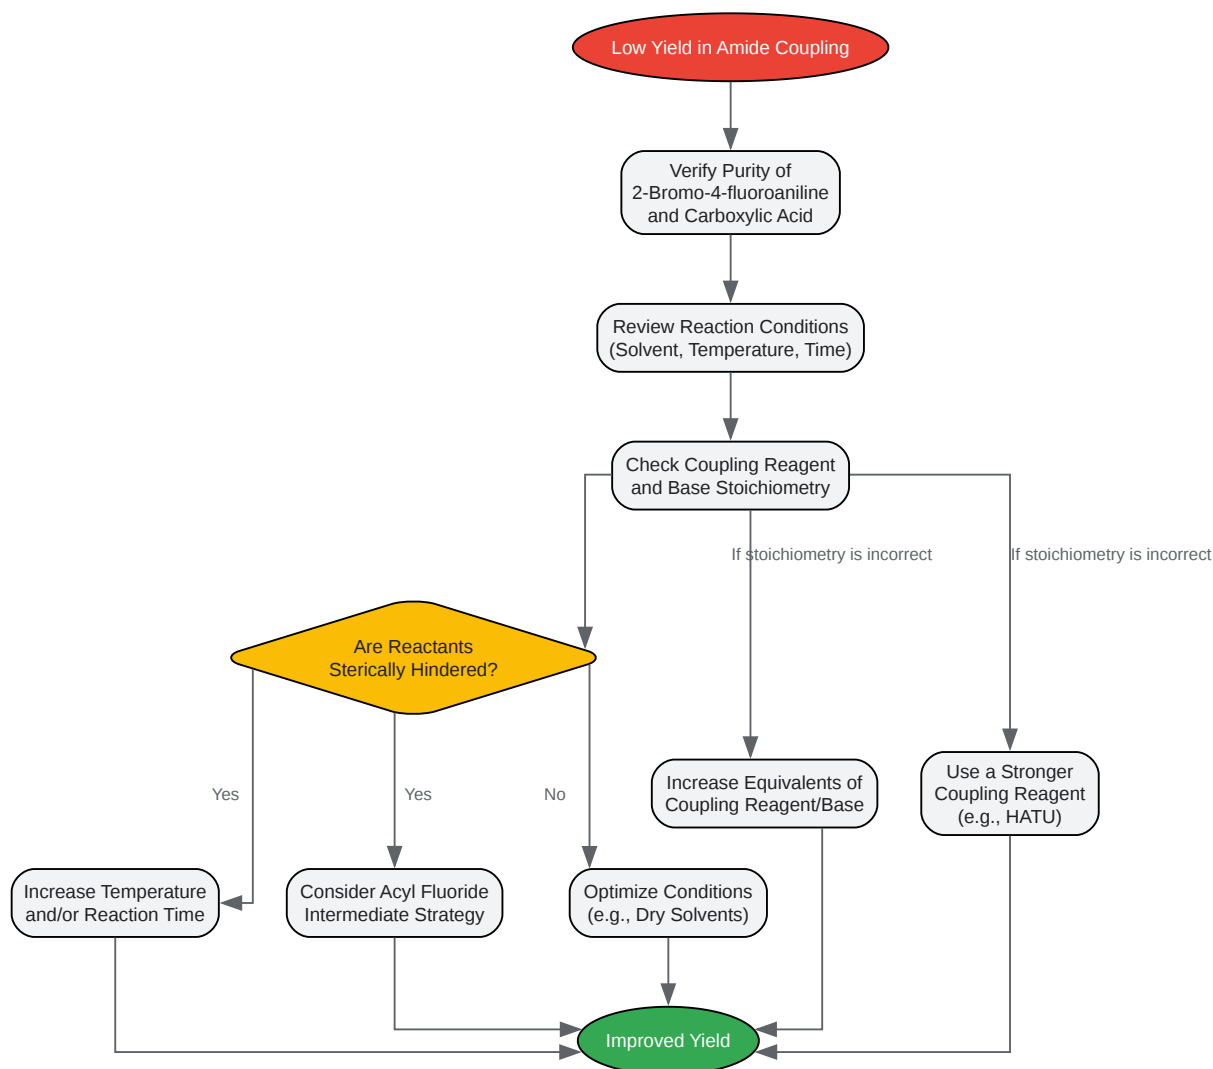 Low Yield in Amide Coupling
Verify Purity of
2-Bromo-4-fluoroaniline
and Carboxylic Acid
Review Reaction Conditions
(Solvent, Temperature, Time)
Check Coupling Reagent
and Base Stoichiometry
If stoichiometry is incorrect
If stoichiometry is incorrect
Are Reactants
Sterically Hindered?
Yes
Yes
No
Increase Equivalents of
Coupling Reagent/Base
Use a Stronger
Coupling Reagent
(e.g., HATU)
Increase Temperature
and/or Reaction Time
Consider Acyl Fluoride
Intermediate Strategy
Optimize Conditions
(e.g., Dry Solvents)
Improved Yield